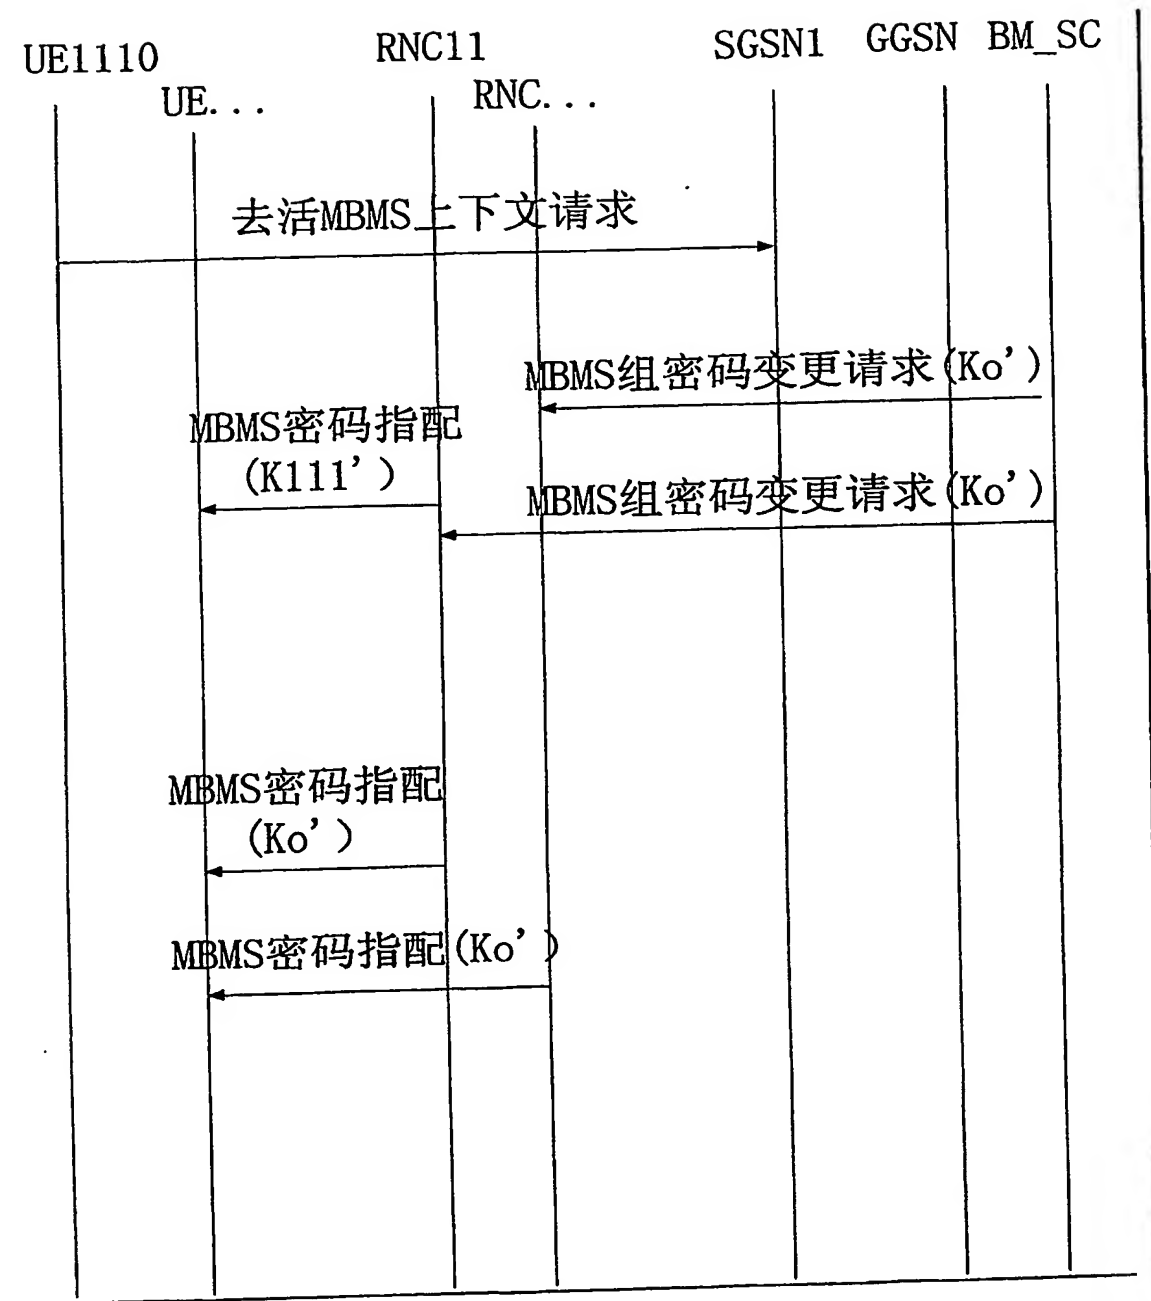 UE1110
RNC11
SGSN1
GGSN
BM_SC
UE...
RNC...
去活MBMS上下文请求
MBMS组密码变更请求(Ko’)
MBMS密码指配
(K111’)
MBMS组密码变更请求(Ko’)
MBMS密码指配
(Ko’)
MBMS密码指配(Ko’)